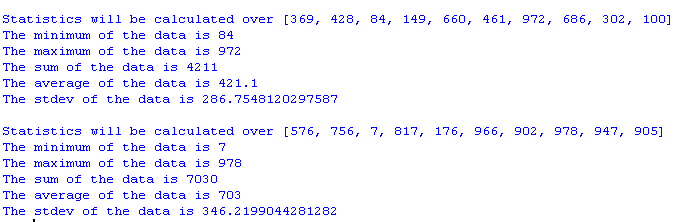 Statistics will be calculated over [369, 428, 84, 149, 660, 461, 972, 686, 302, 100]
The minimum of the data is 84
The maximum of the data is 972
The sum of the data is 4211
The average of the data is 421.1
The stdev of the data is 286.7548120297587
Statistics will be calculated over [576, 756, 7, 817, 176, 966, 902, 978, 947, 905]
The minimum of the data is 7
The maximum of the data is 978
The sum of the data is 7030
The average of the data is 703
The stdev of the data is 346.2199044281282